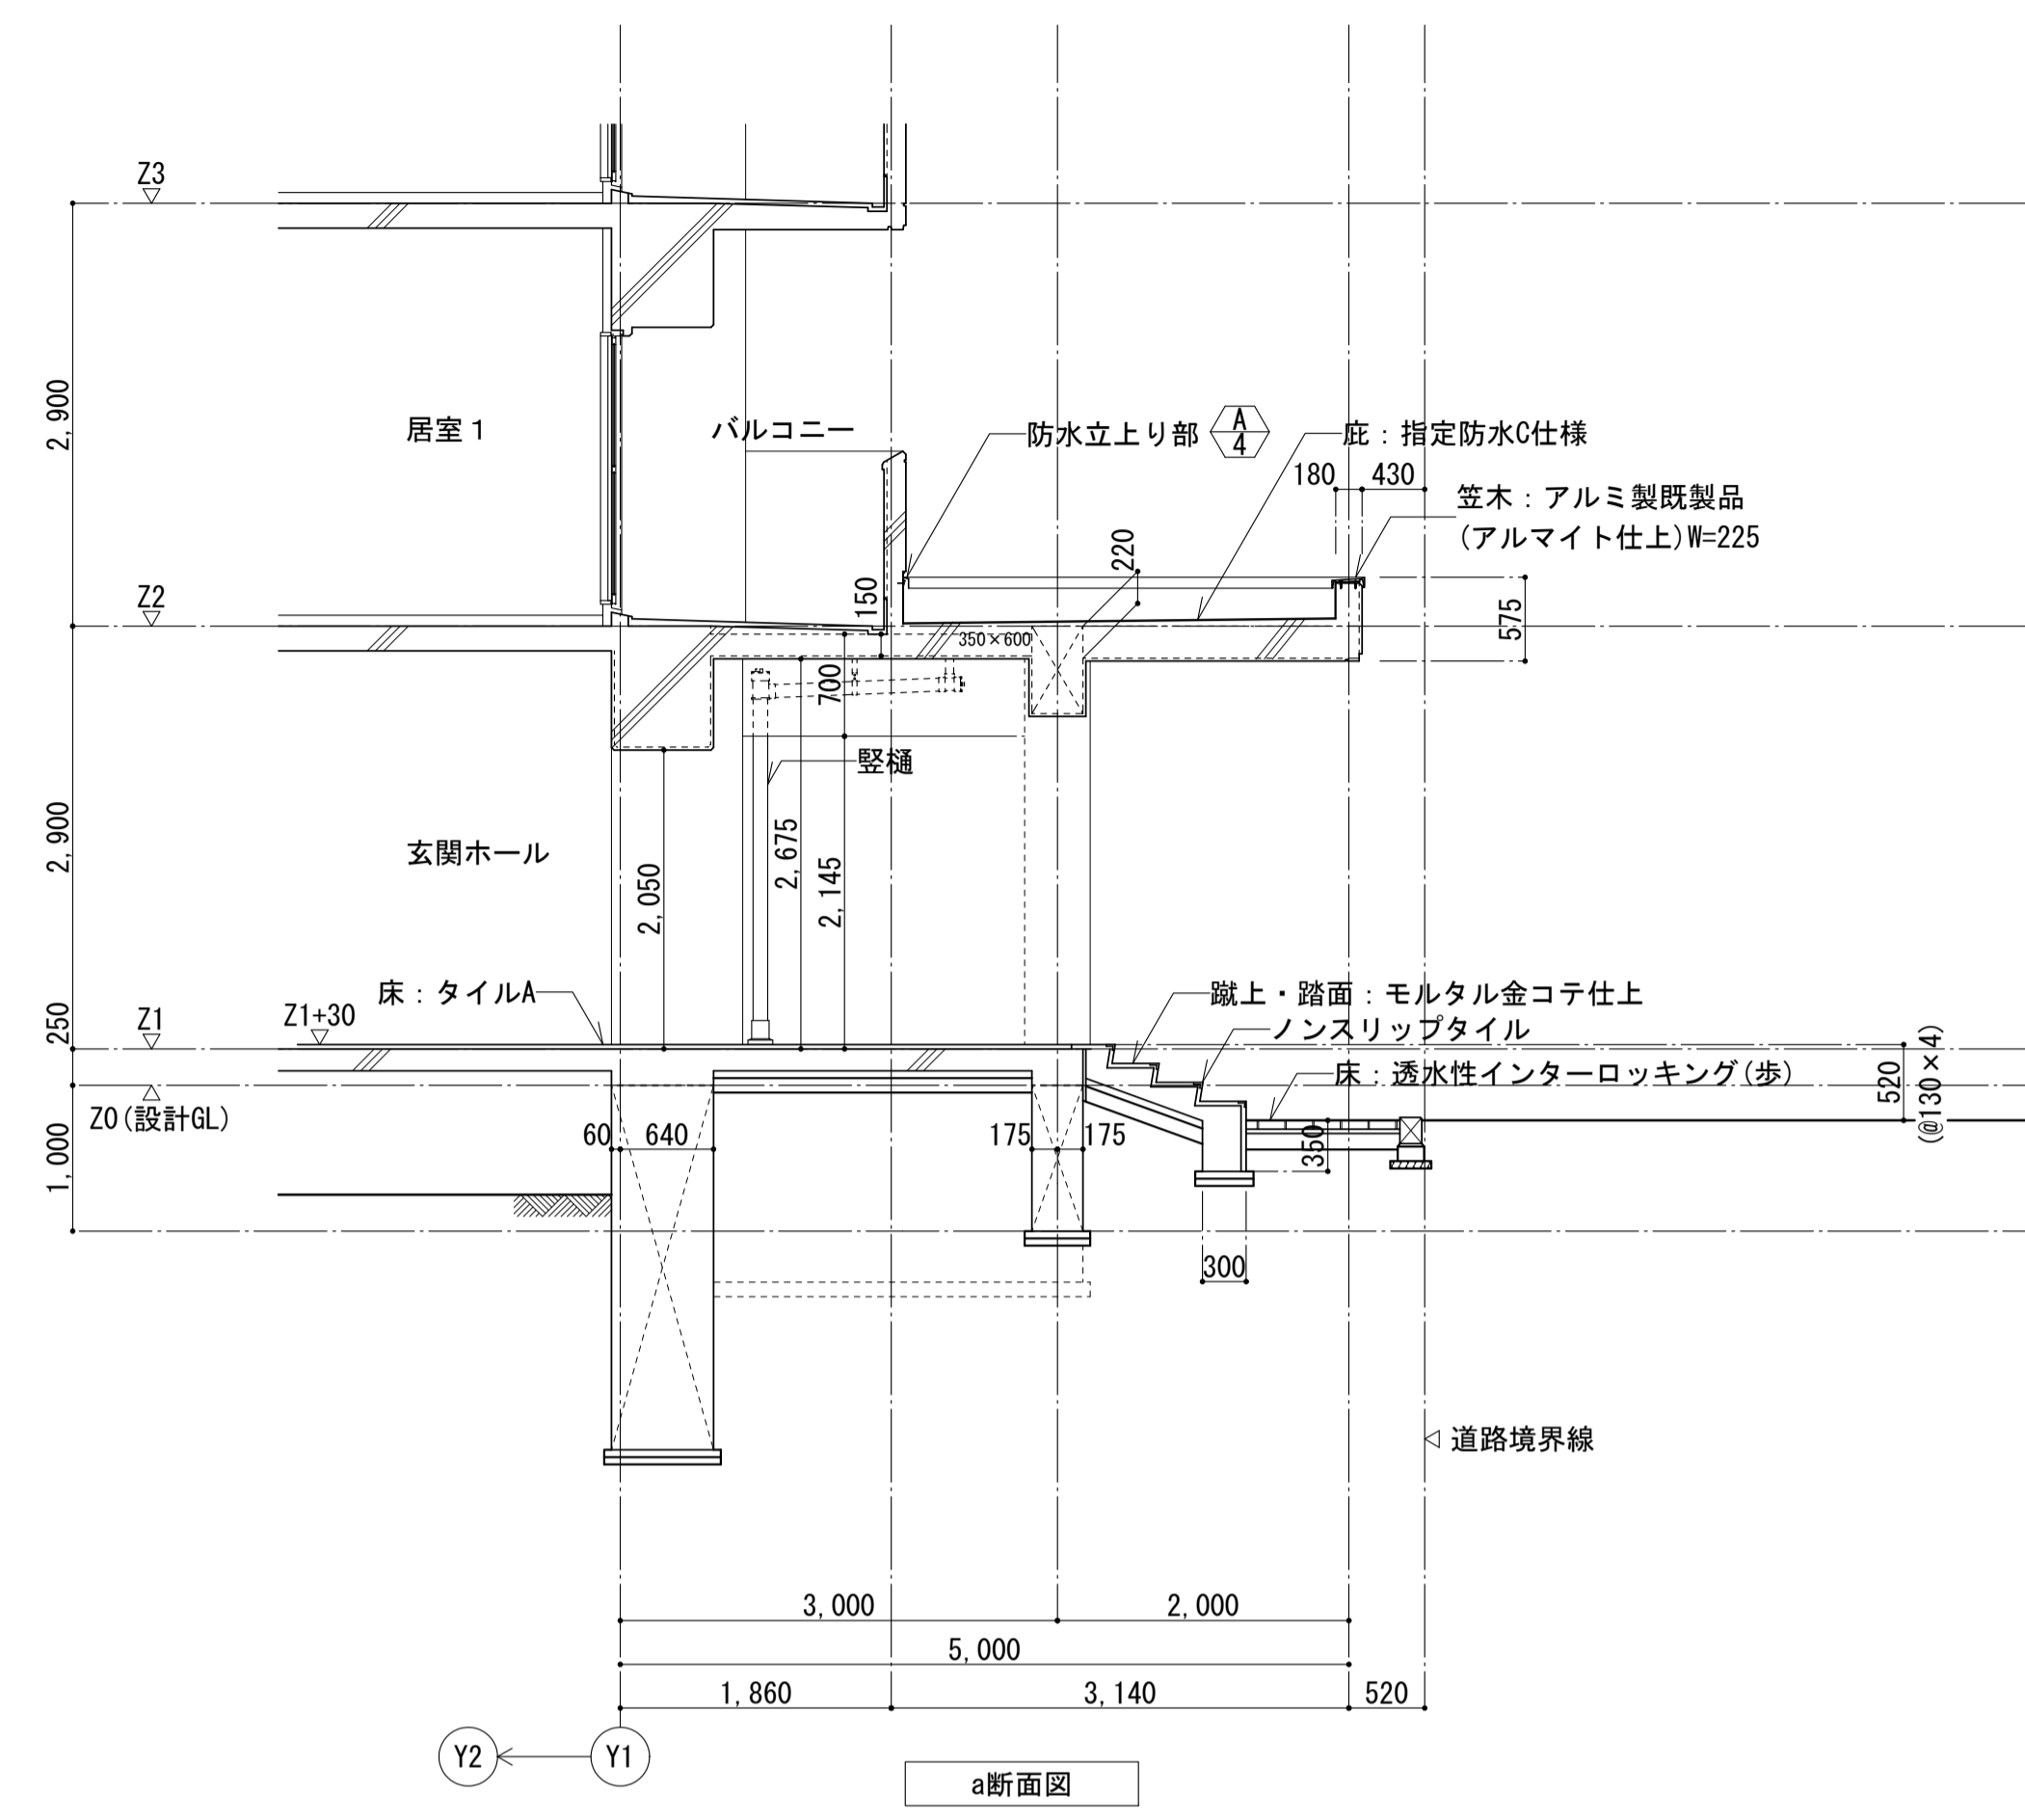 Z3
2,900
居室1
バルコニー
防水立上り部
A
4
庇：指定防水C仕様
180
430
笠木：アルミ製既製品
(アルマイト仕上)W=225
220
575
Z2
150
350×600
700
竪樋
2,900
玄関ホール
2,050
2,675
2,145
床：タイルA
Z1+30
250
Z1
蹴上・踏面：モルタル金コテ仕上
ノンスリップタイル
床：透水性インターロッキング(歩)
520
(@130×4)
Z0(設計GL)
1,000
60
640
175
175
350
300
道路境界線
3,000
2,000
5,000
1,860
3,140
520
Y2
Y1
a断面図